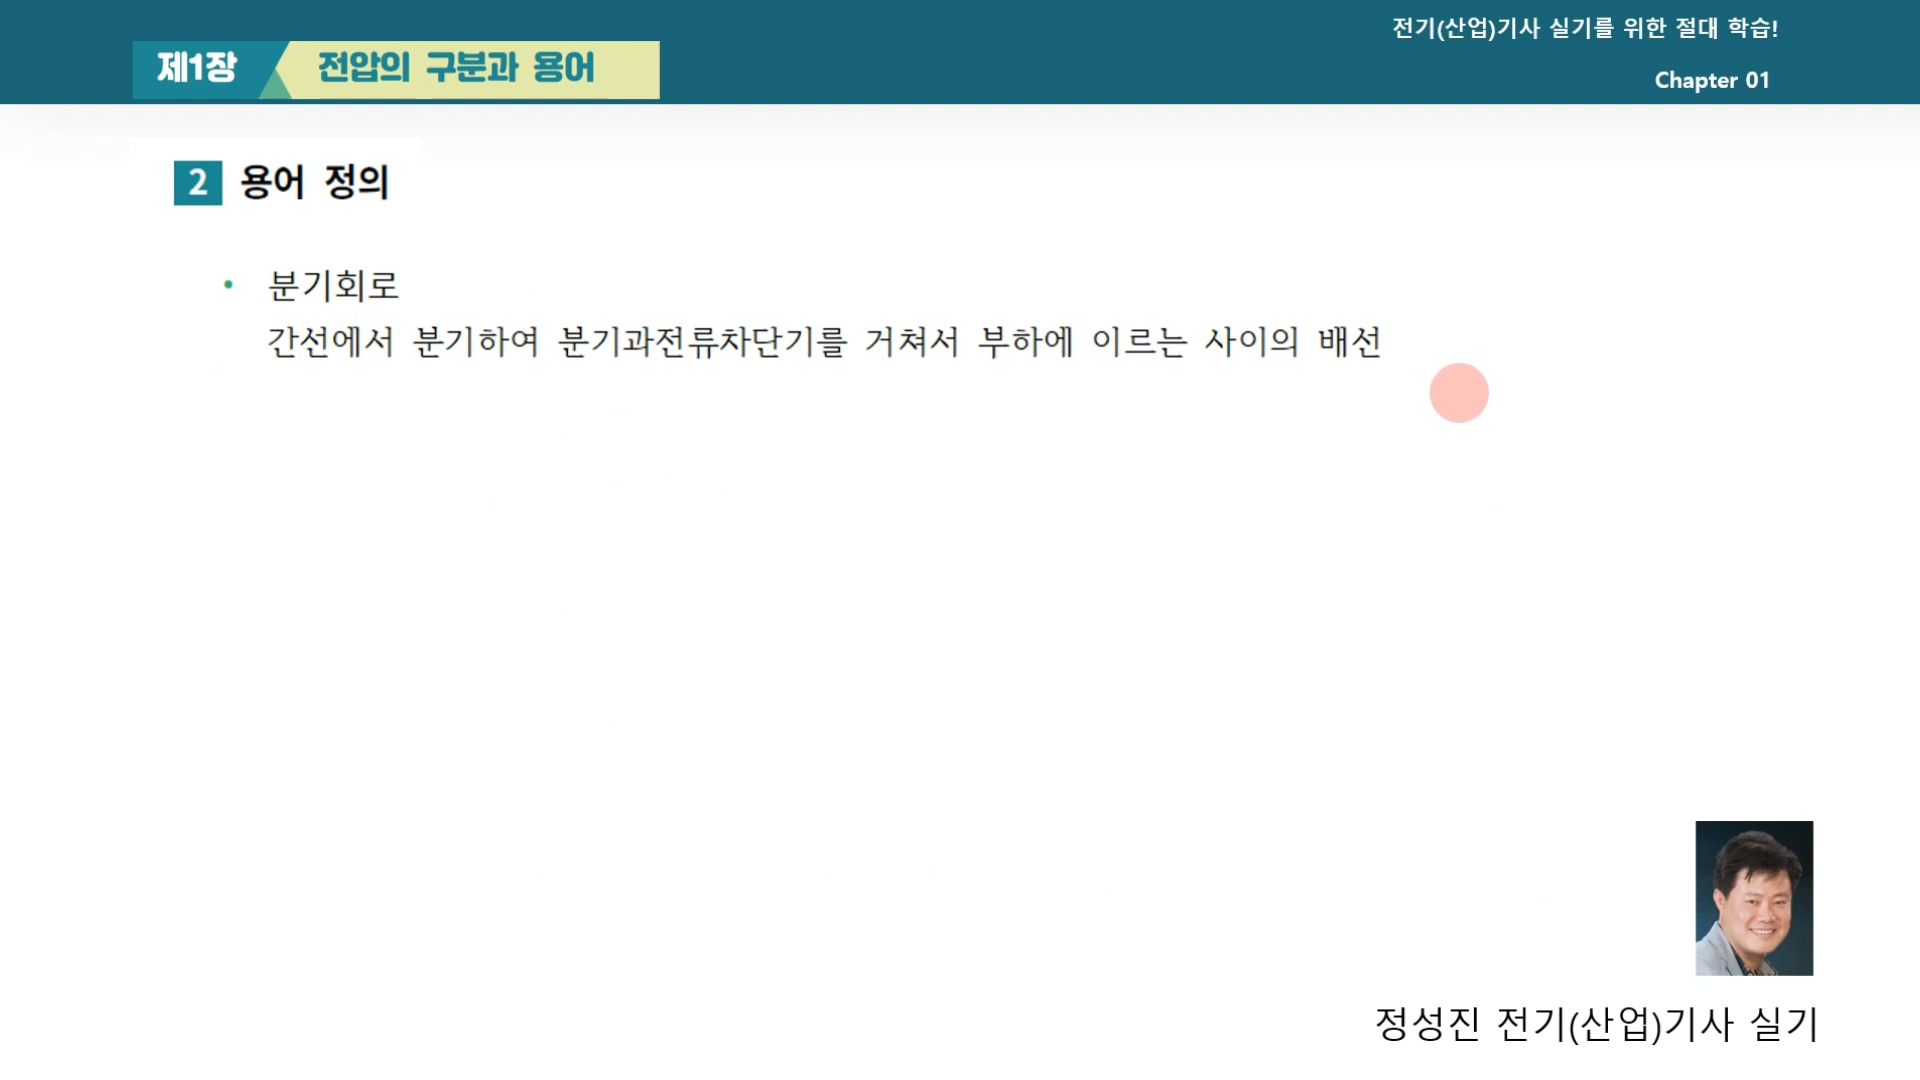 전기(산업)기사 실기를 위한 절대 학습!
제1장 전압의 구분과 용어
Chapter 01
2 용어 정의
• 분기회로
간선에서 분기하여 분기과전류차단기를 거쳐서 부하에 이르는 사이의 배선
정성진 전기(산업)기사 실기